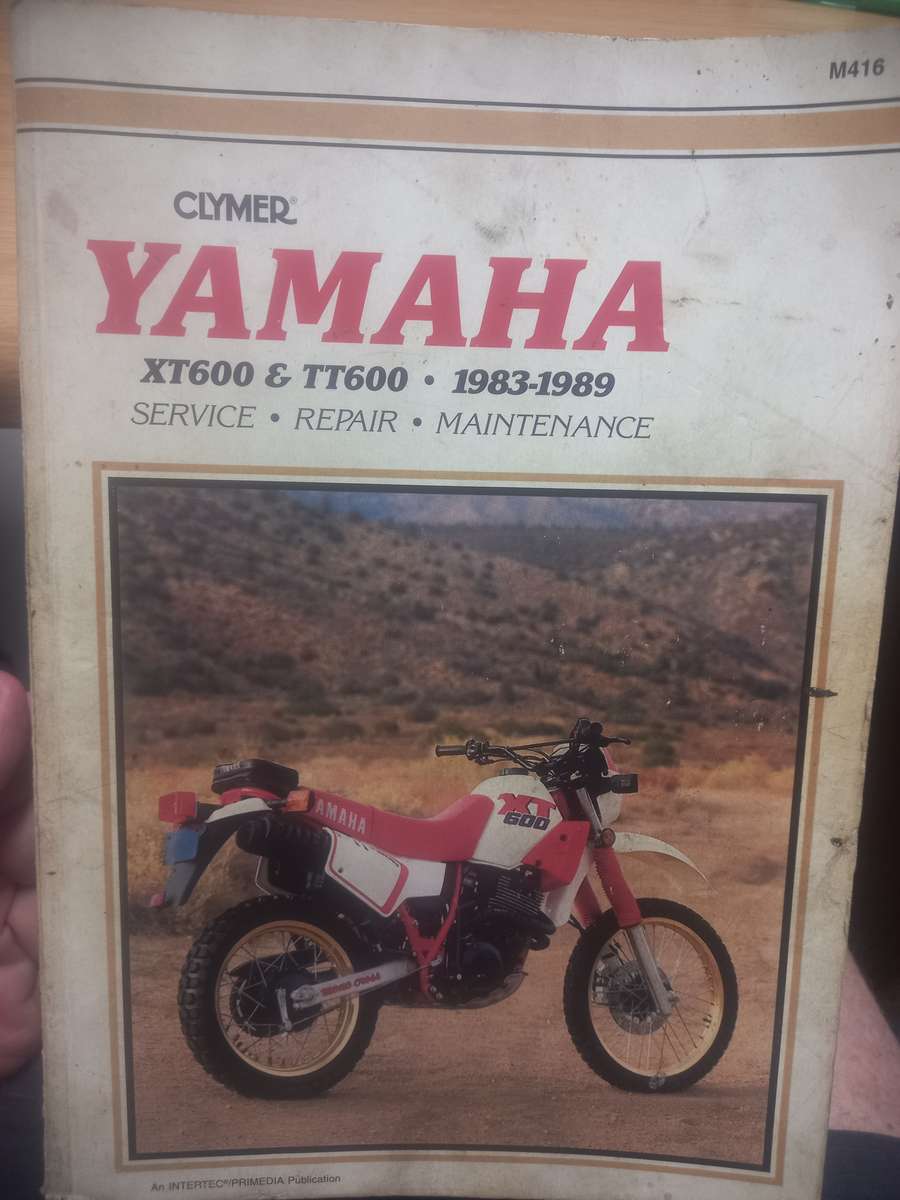 M416
CLYMER®
YAMAHA
XT600 & TT600 • 1983-1989
SERVICE • REPAIR • MAINTENANCE
YAMAHA
XT
600
An INTERTEC®/PRIMEDIA Publication